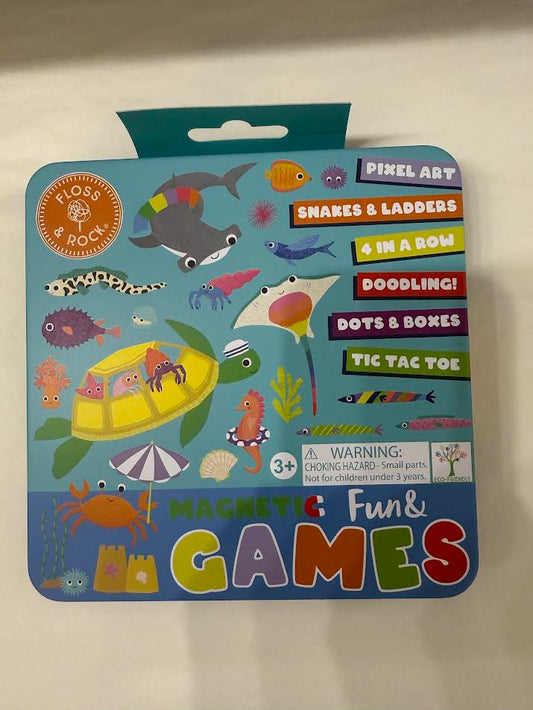 FLOSS
& ROCK®
PIXEL ART
SNAKES & LADDERS
4 IN A ROW
DOODLING!
DOTS & BOXES
TIC TAC TOE
3+
WARNING:
CHOKING HAZARD - Small parts.
Not for children under 3 years.
ECO-FRIENDLY
MAGNETIC Fun&
GAMES